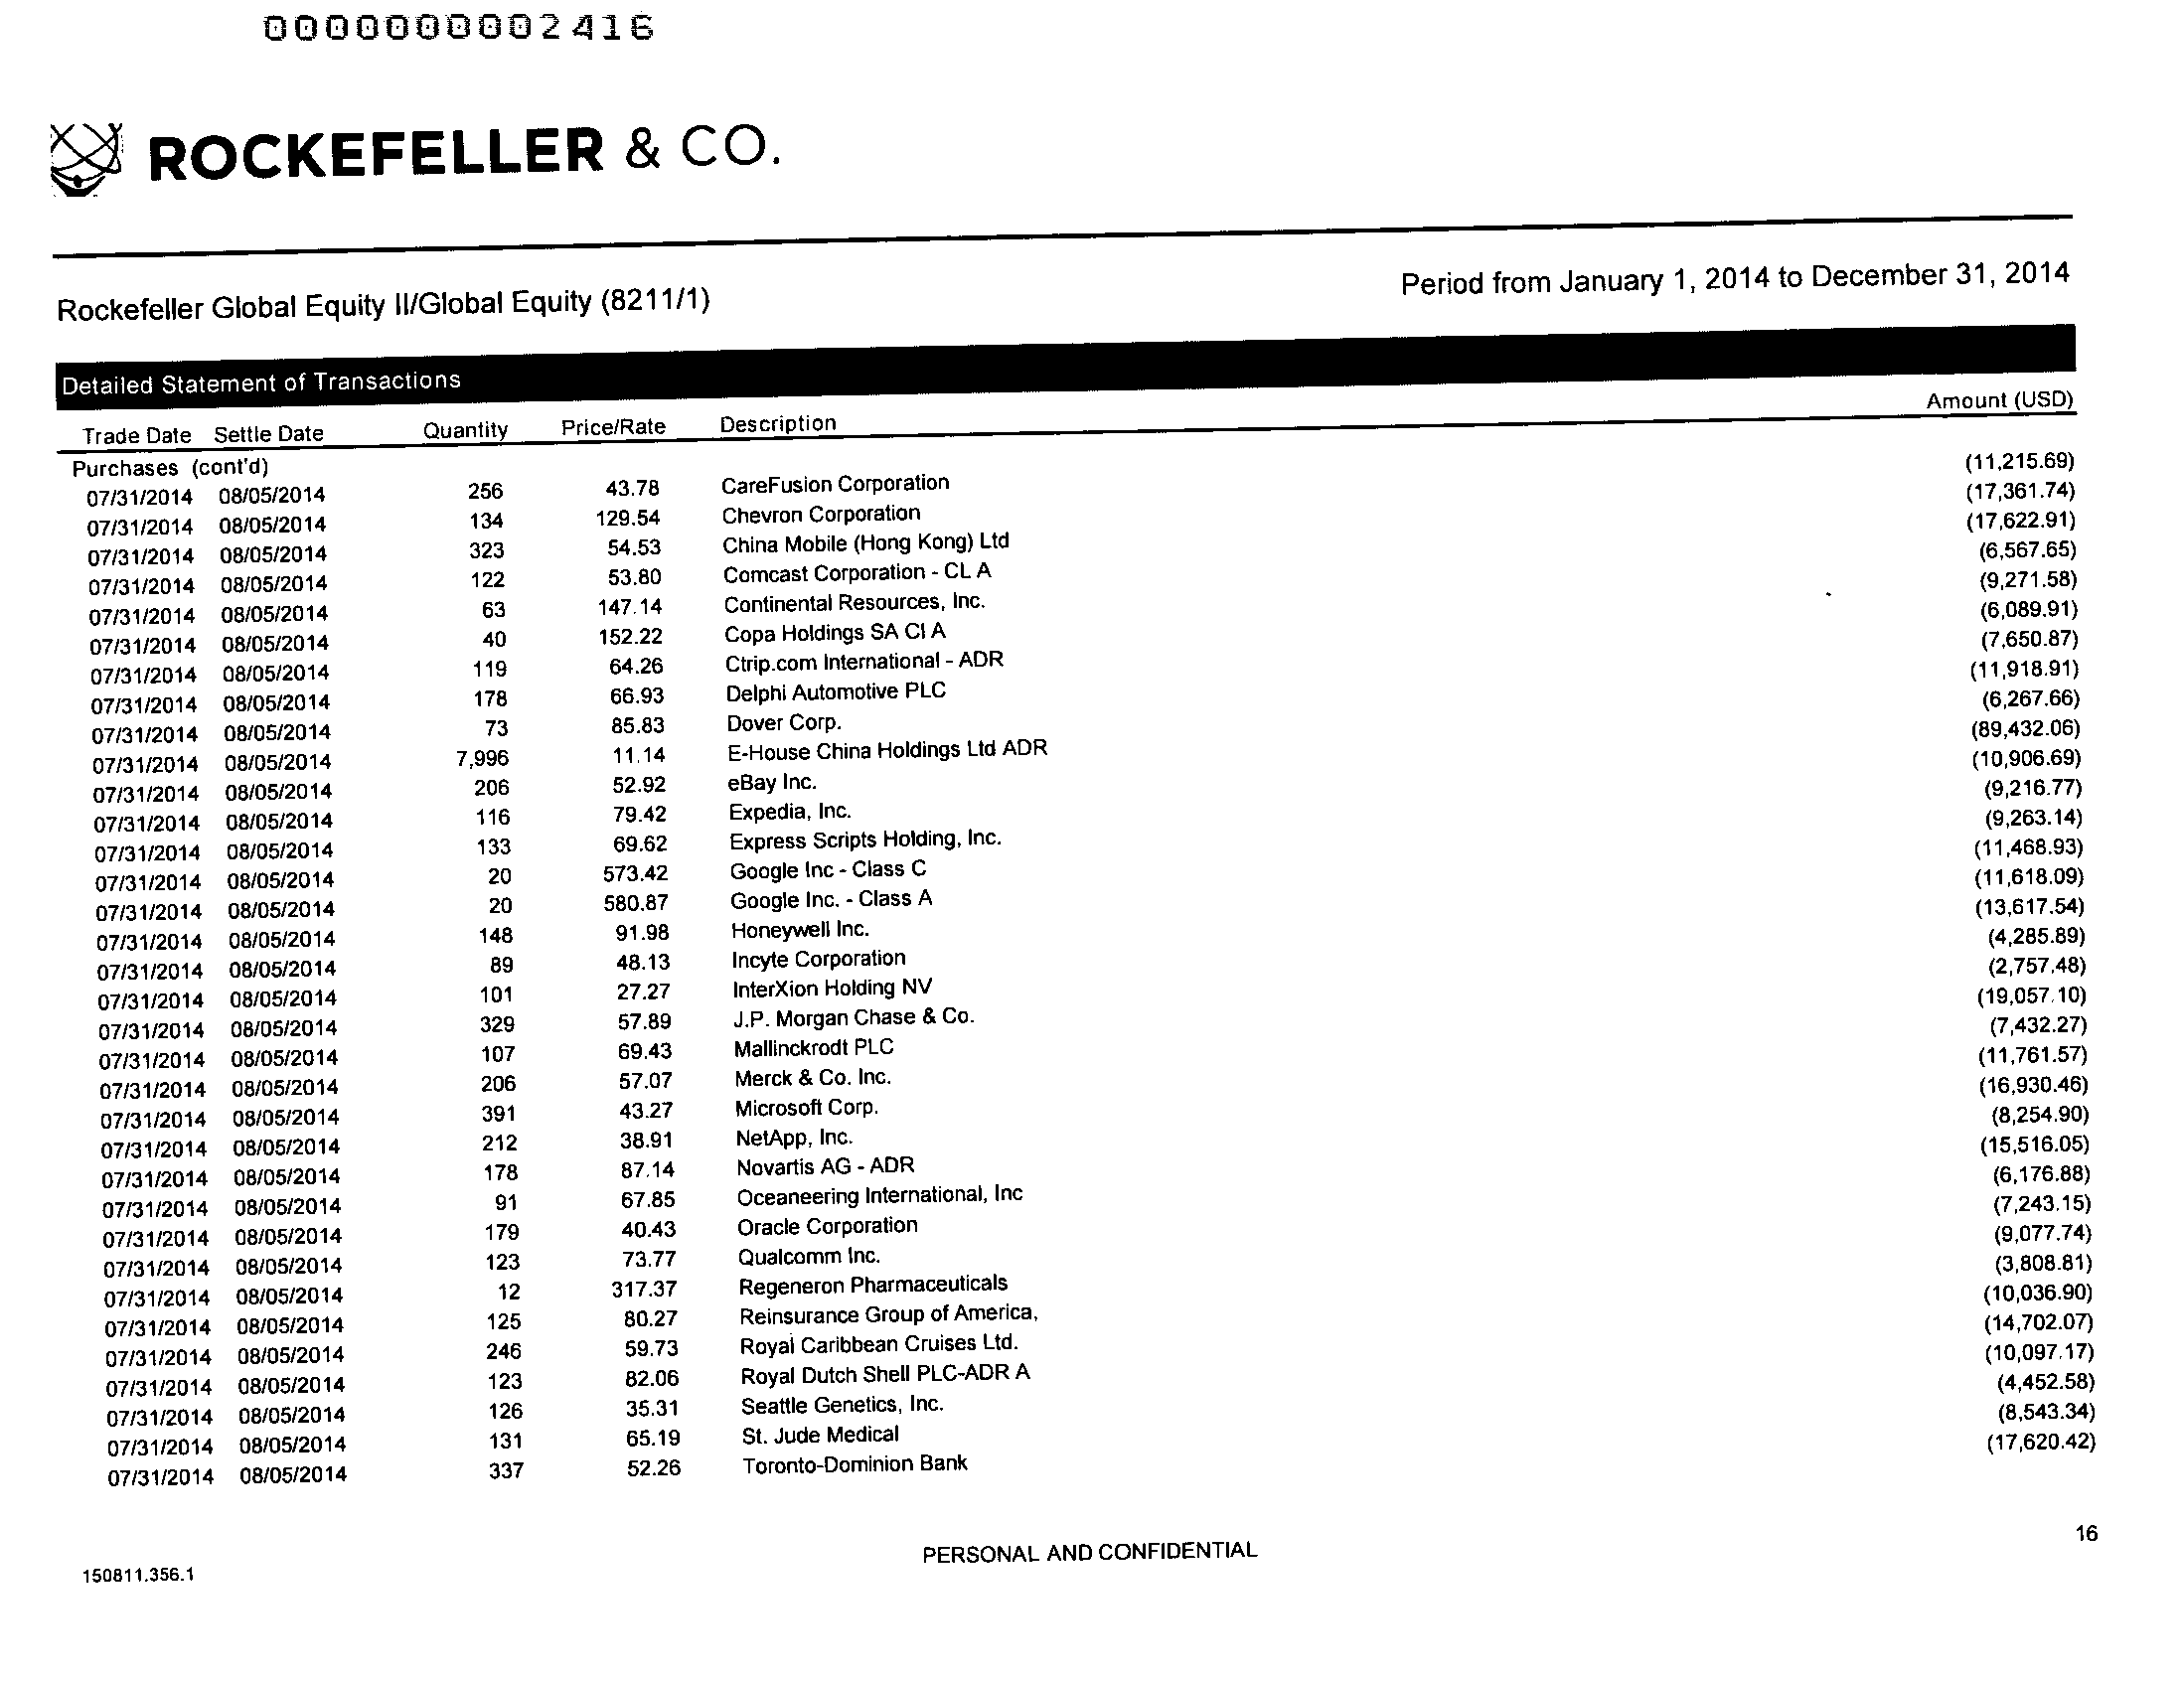 0000000002416
ROCKEFELLER & CO.
Rockefeller Global Equity II/Global Equity (8211/1) Period from January 1, 2014 to December 31, 2014
Detailed Statement of Transactions
Trade Date Settle Date Quantity Price/Rate Description Amount (USD)
Purchases (cont'd)
07/31/2014 08/05/2014 256 43.78 CareFusion Corporation (11,215.69)
07/31/2014 08/05/2014 134 129.54 Chevron Corporation (17,361.74)
07/31/2014 08/05/2014 323 54.53 China Mobile (Hong Kong) Ltd (17,622.91)
07/31/2014 08/05/2014 122 53.80 Comcast Corporation - CL A (6,567.65)
07/31/2014 08/05/2014 63 147.14 Continental Resources, Inc. (9,271.58)
07/31/2014 08/05/2014 40 152.22 Copa Holdings SA Cl A (6,089.91)
07/31/2014 08/05/2014 119 64.26 Ctrip.com International - ADR (7,650.87)
07/31/2014 08/05/2014 178 66.93 Delphi Automotive PLC (11,918.91)
07/31/2014 08/05/2014 73 85.83 Dover Corp. (6,267.66)
07/31/2014 08/05/2014 7,996 11.14 E-House China Holdings Ltd ADR (89,432.06)
07/31/2014 08/05/2014 206 52.92 eBay Inc. (10,906.69)
07/31/2014 08/05/2014 116 79.42 Expedia, Inc. (9,216.77)
07/31/2014 08/05/2014 133 69.62 Express Scripts Holding, Inc. (9,263.14)
07/31/2014 08/05/2014 20 573.42 Google Inc - Class C (11,468.93)
07/31/2014 08/05/2014 20 580.87 Google Inc. - Class A (11,618.09)
07/31/2014 08/05/2014 148 91.98 Honeywell Inc. (13,617.54)
07/31/2014 08/05/2014 89 48.13 Incyte Corporation (4,285.89)
07/31/2014 08/05/2014 101 27.27 InterXion Holding NV (2,757.48)
07/31/2014 08/05/2014 329 57.89 J.P. Morgan Chase & Co. (19,057.10)
07/31/2014 08/05/2014 107 69.43 Mallinckrodt PLC (7,432.27)
07/31/2014 08/05/2014 206 57.07 Merck & Co. Inc. (11,761.57)
07/31/2014 08/05/2014 391 43.27 Microsoft Corp. (16,930.46)
07/31/2014 08/05/2014 212 38.91 NetApp, Inc. (8,254.90)
07/31/2014 08/05/2014 178 87.14 Novartis AG - ADR (15,516.05)
07/31/2014 08/05/2014 91 67.85 Oceaneering International, Inc (6,176.88)
07/31/2014 08/05/2014 179 40.43 Oracle Corporation (7,243.15)
07/31/2014 08/05/2014 123 73.77 Qualcomm Inc. (9,077.74)
07/31/2014 08/05/2014 12 317.37 Regeneron Pharmaceuticals (3,808.81)
07/31/2014 08/05/2014 125 80.27 Reinsurance Group of America, (10,036.90)
07/31/2014 08/05/2014 246 59.73 Royal Caribbean Cruises Ltd. (14,702.07)
07/31/2014 08/05/2014 123 82.06 Royal Dutch Shell PLC-ADR A (10,097.17)
07/31/2014 08/05/2014 126 35.31 Seattle Genetics, Inc. (4,452.58)
07/31/2014 08/05/2014 131 65.19 St. Jude Medical (8,543.34)
07/31/2014 08/05/2014 337 52.26 Toronto-Dominion Bank (17,620.42)
16
PERSONAL AND CONFIDENTIAL
150811.356.1